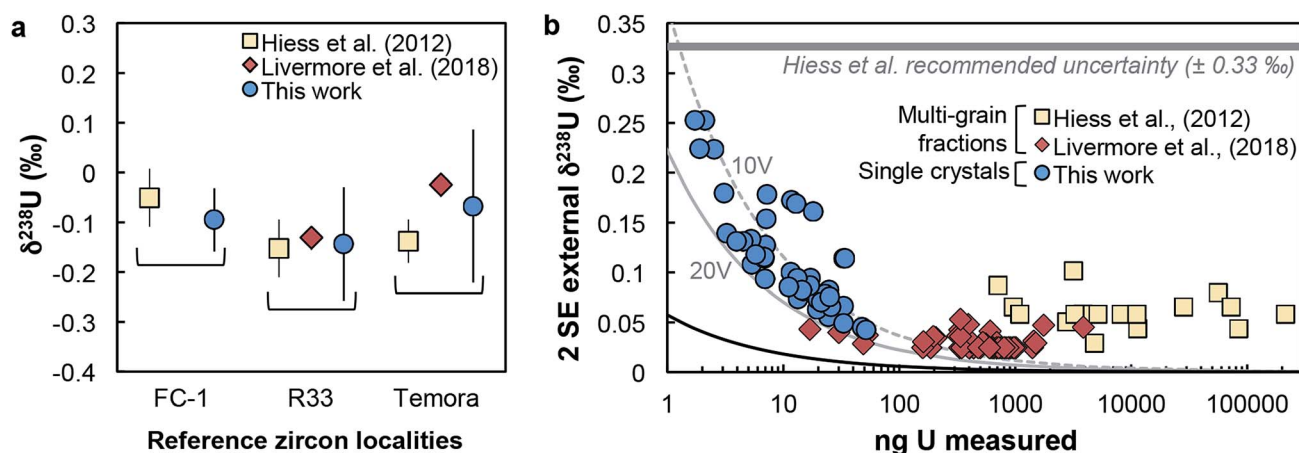 a
0.3
0.2
0.1
0
-0.1
-0.2
-0.3
-0.4
δ238U (‰)
Hiess et al. (2012)
Livermore et al. (2018)
This work
FC-1
R33
Temora
Reference zircon localities
b
0.35
0.3
0.25
0.2
0.15
0.1
0.05
0
2 SE external δ238U (‰)
Hiess et al. recommended uncertainty (± 0.33 ‰)
Multi-grain
fractions
Hiess et al., (2012)
Livermore et al., (2018)
Single crystals
This work
10V
20V
1
10
100
1000
10000
100000
ng U measured